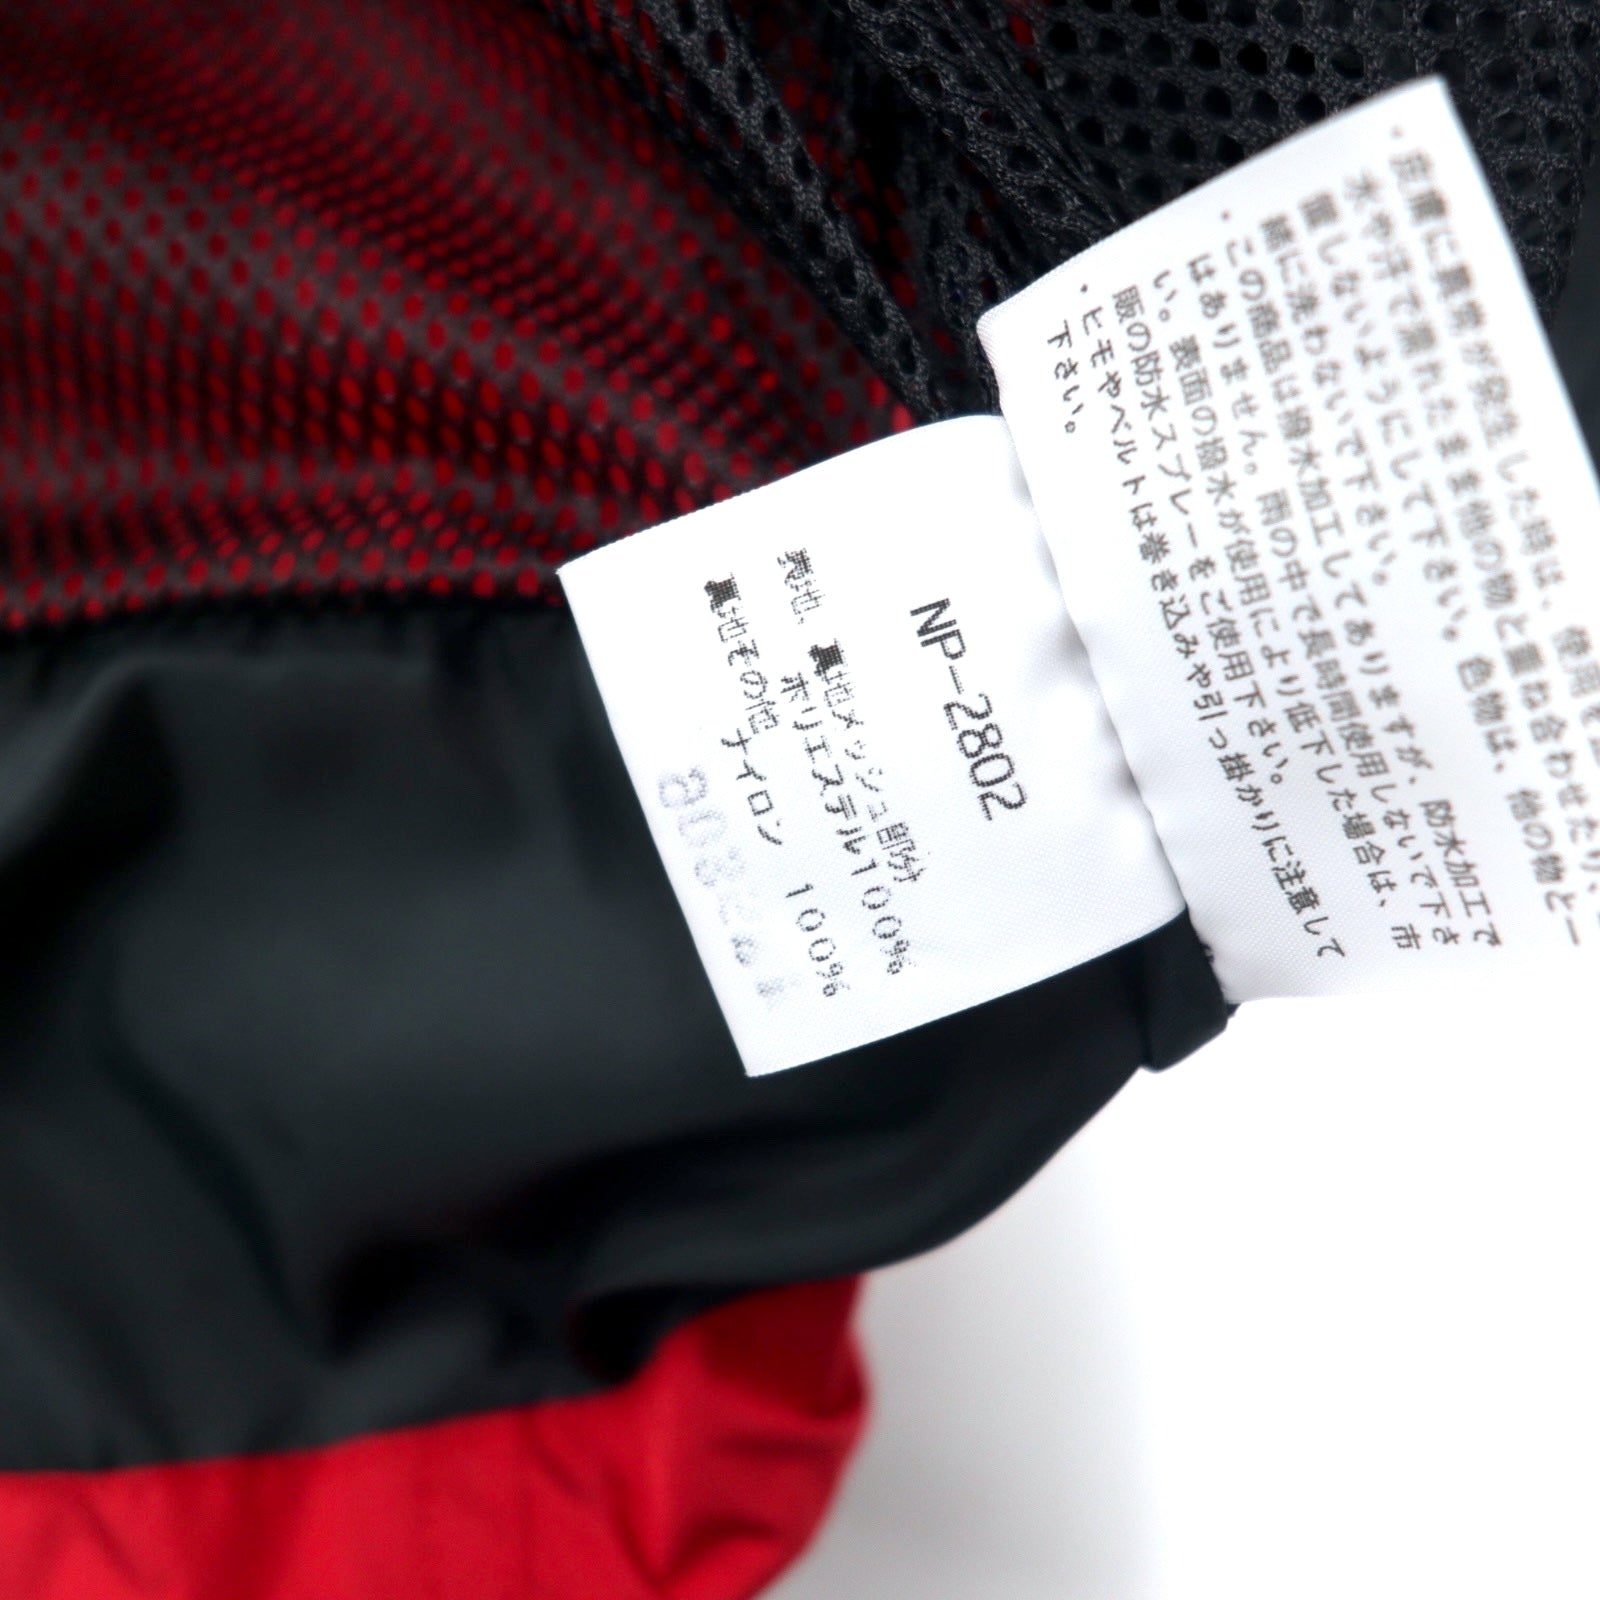 NP-2802
表地、裏地メッシュ部分
ポリエステル100%
裏地その他
ナイロン 100%
・皮膚に異常が発生した時は、使用を
水や汗で濡れたまま他の物と重ね合わせたり、
慮しないようにして下さい。色物は、他の物と一
緒に洗わないで下さい。
・この商品は撥水加工してありますが、防水加工で
はありません。雨の中で長時間使用しないで下さ
い。表面の撥水が使用により低下した場合は、市
販の防水スプレーをご使用下さい。
・ヒモやベルトは巻き込みや引っ掛かりに注意して
下さい。